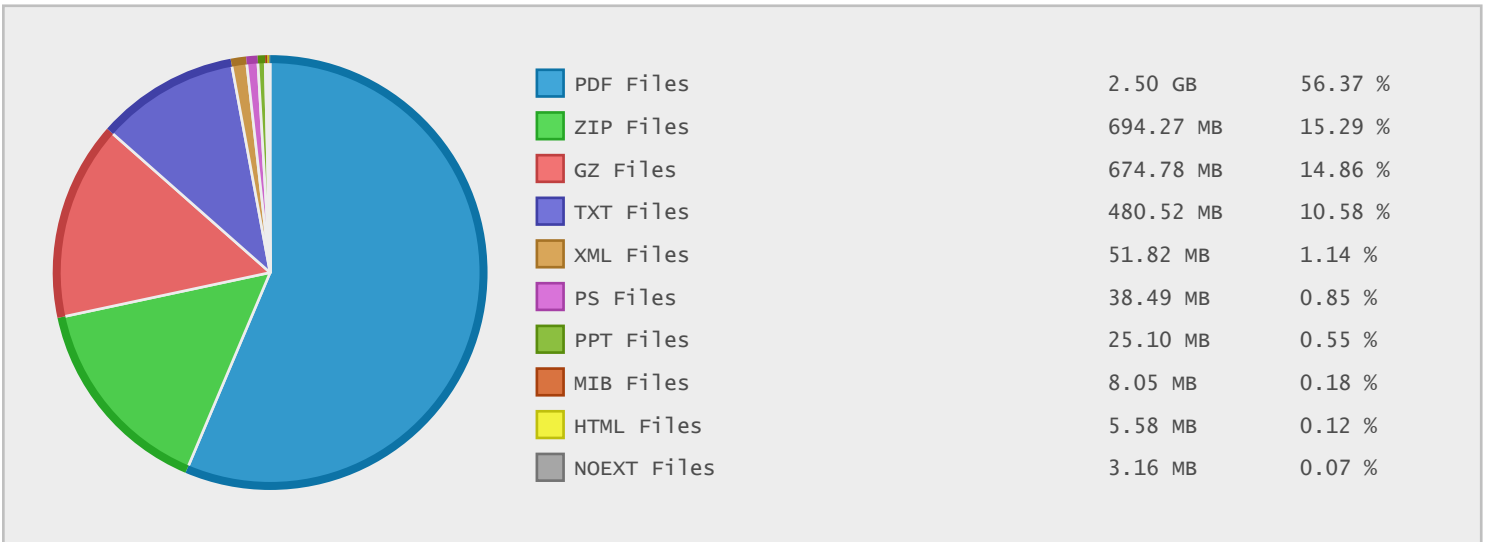 PDF Files 2.50 GB 56.37 %
ZIP Files 694.27 MB 15.29 %
GZ Files 674.78 MB 14.86 %
TXT Files 480.52 MB 10.58 %
XML Files 51.82 MB 1.14 %
PS Files 38.49 MB 0.85 %
PPT Files 25.10 MB 0.55 %
MIB Files 8.05 MB 0.18 %
HTML Files 5.58 MB 0.12 %
NOEXT Files 3.16 MB 0.07 %